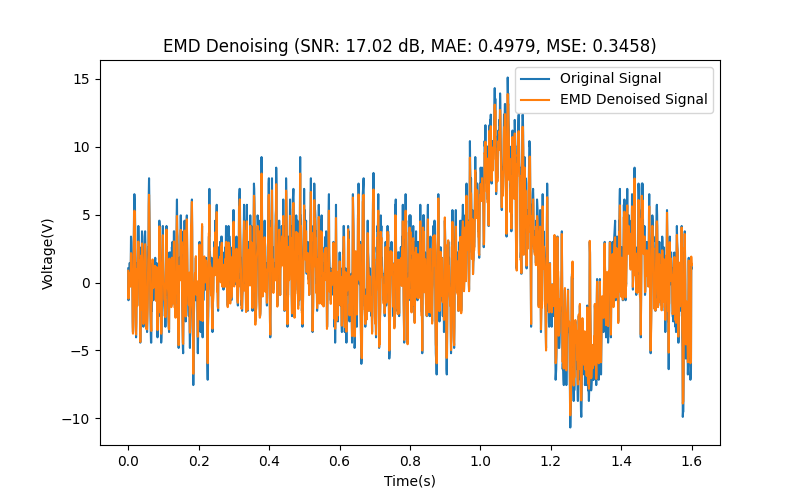 EMD Denoising (SNR: 17.02 dB, MAE: 0.4979, MSE: 0.3458)
Original Signal
EMD Denoised Signal
15
10
5
0
−5
−10
Voltage(V)
0.0 0.2 0.4 0.6 0.8 1.0 1.2 1.4 1.6
Time(s)